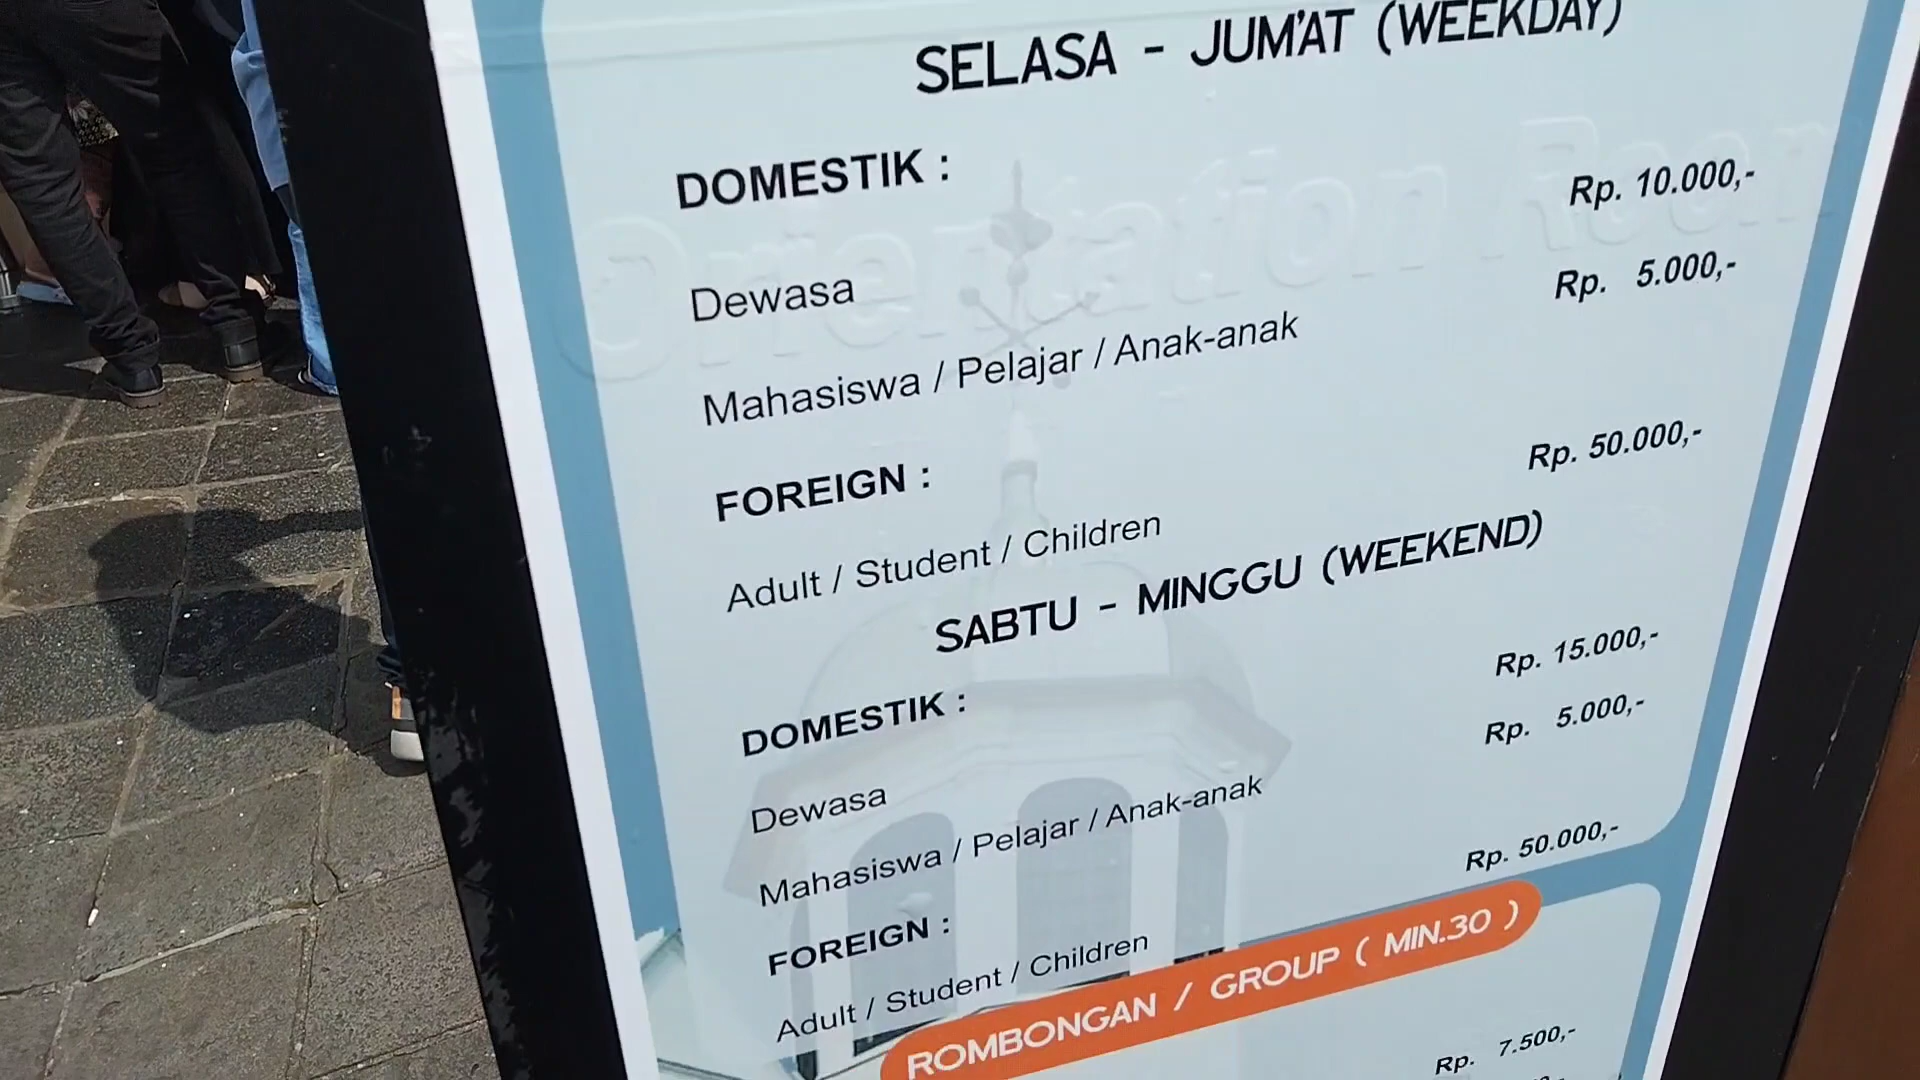 SELASA - JUM'AT (WEEKDAY)
DOMESTIK :
Dewasa Rp. 10.000,-
Mahasiswa / Pelajar / Anak-anak Rp. 5.000,-
FOREIGN :
Adult / Student / Children Rp. 50.000,-
SABTU - MINGGU (WEEKEND)
DOMESTIK :
Dewasa Rp. 15.000,-
Mahasiswa / Pelajar / Anak-anak Rp. 5.000,-
FOREIGN :
Adult / Student / Children Rp. 50.000,-
ROMBONGAN / GROUP ( MIN.30 )
Rp. 7.500,-
Orientation Room